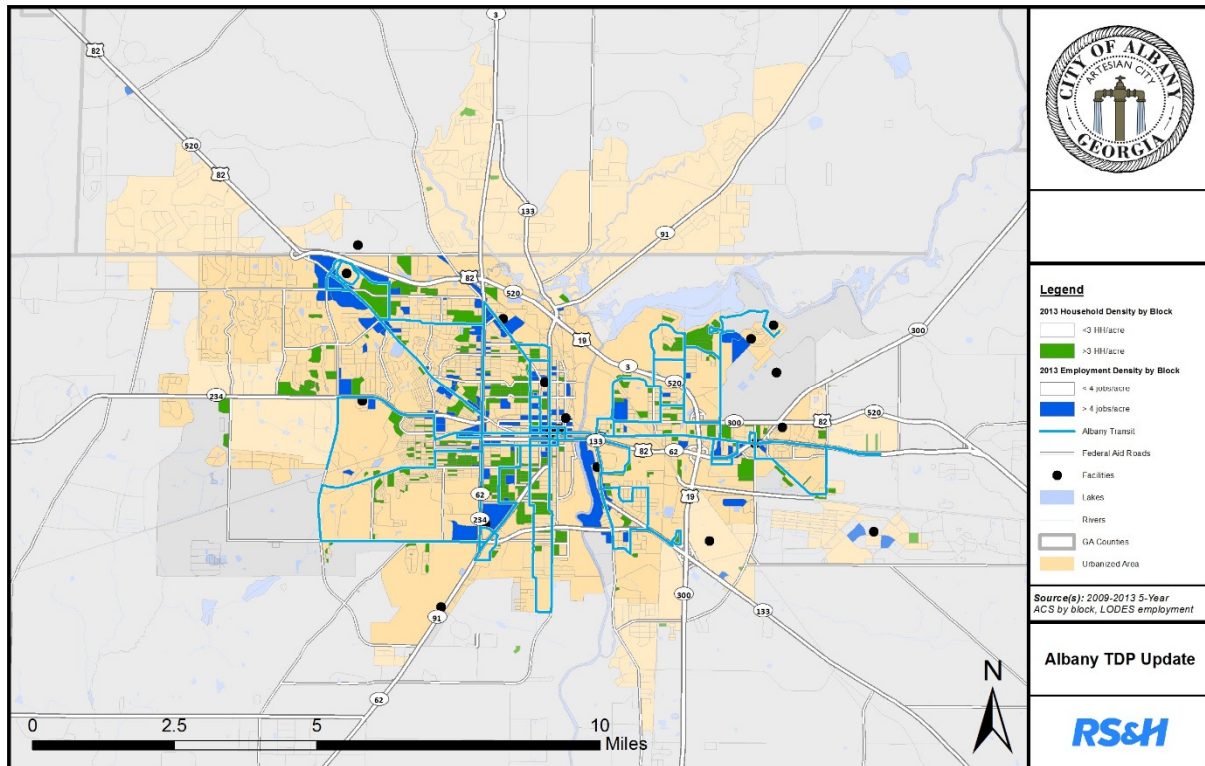 3
82
520
82
133
91
82
520
300
19
3
520
234
300
82
520
133
82
62
62
234
19
91
300
133
62
0
2.5
5
10
Miles
N
CITY OF ALBANY
ARTESIAN CITY
GEORGIA
Legend
2013 Household Density by Block
<3 HH/acre
>3 HH/acre
2013 Employment Density by Block
< 4 jobs/acre
> 4 jobs/acre
Albany Transit
Federal Aid Roads
Facilities
Lakes
Rivers
GA Counties
Urbanized Area
Source(s): 2009-2013 5-Year
ACS by block, LODES employment
Albany TDP Update
RS&H